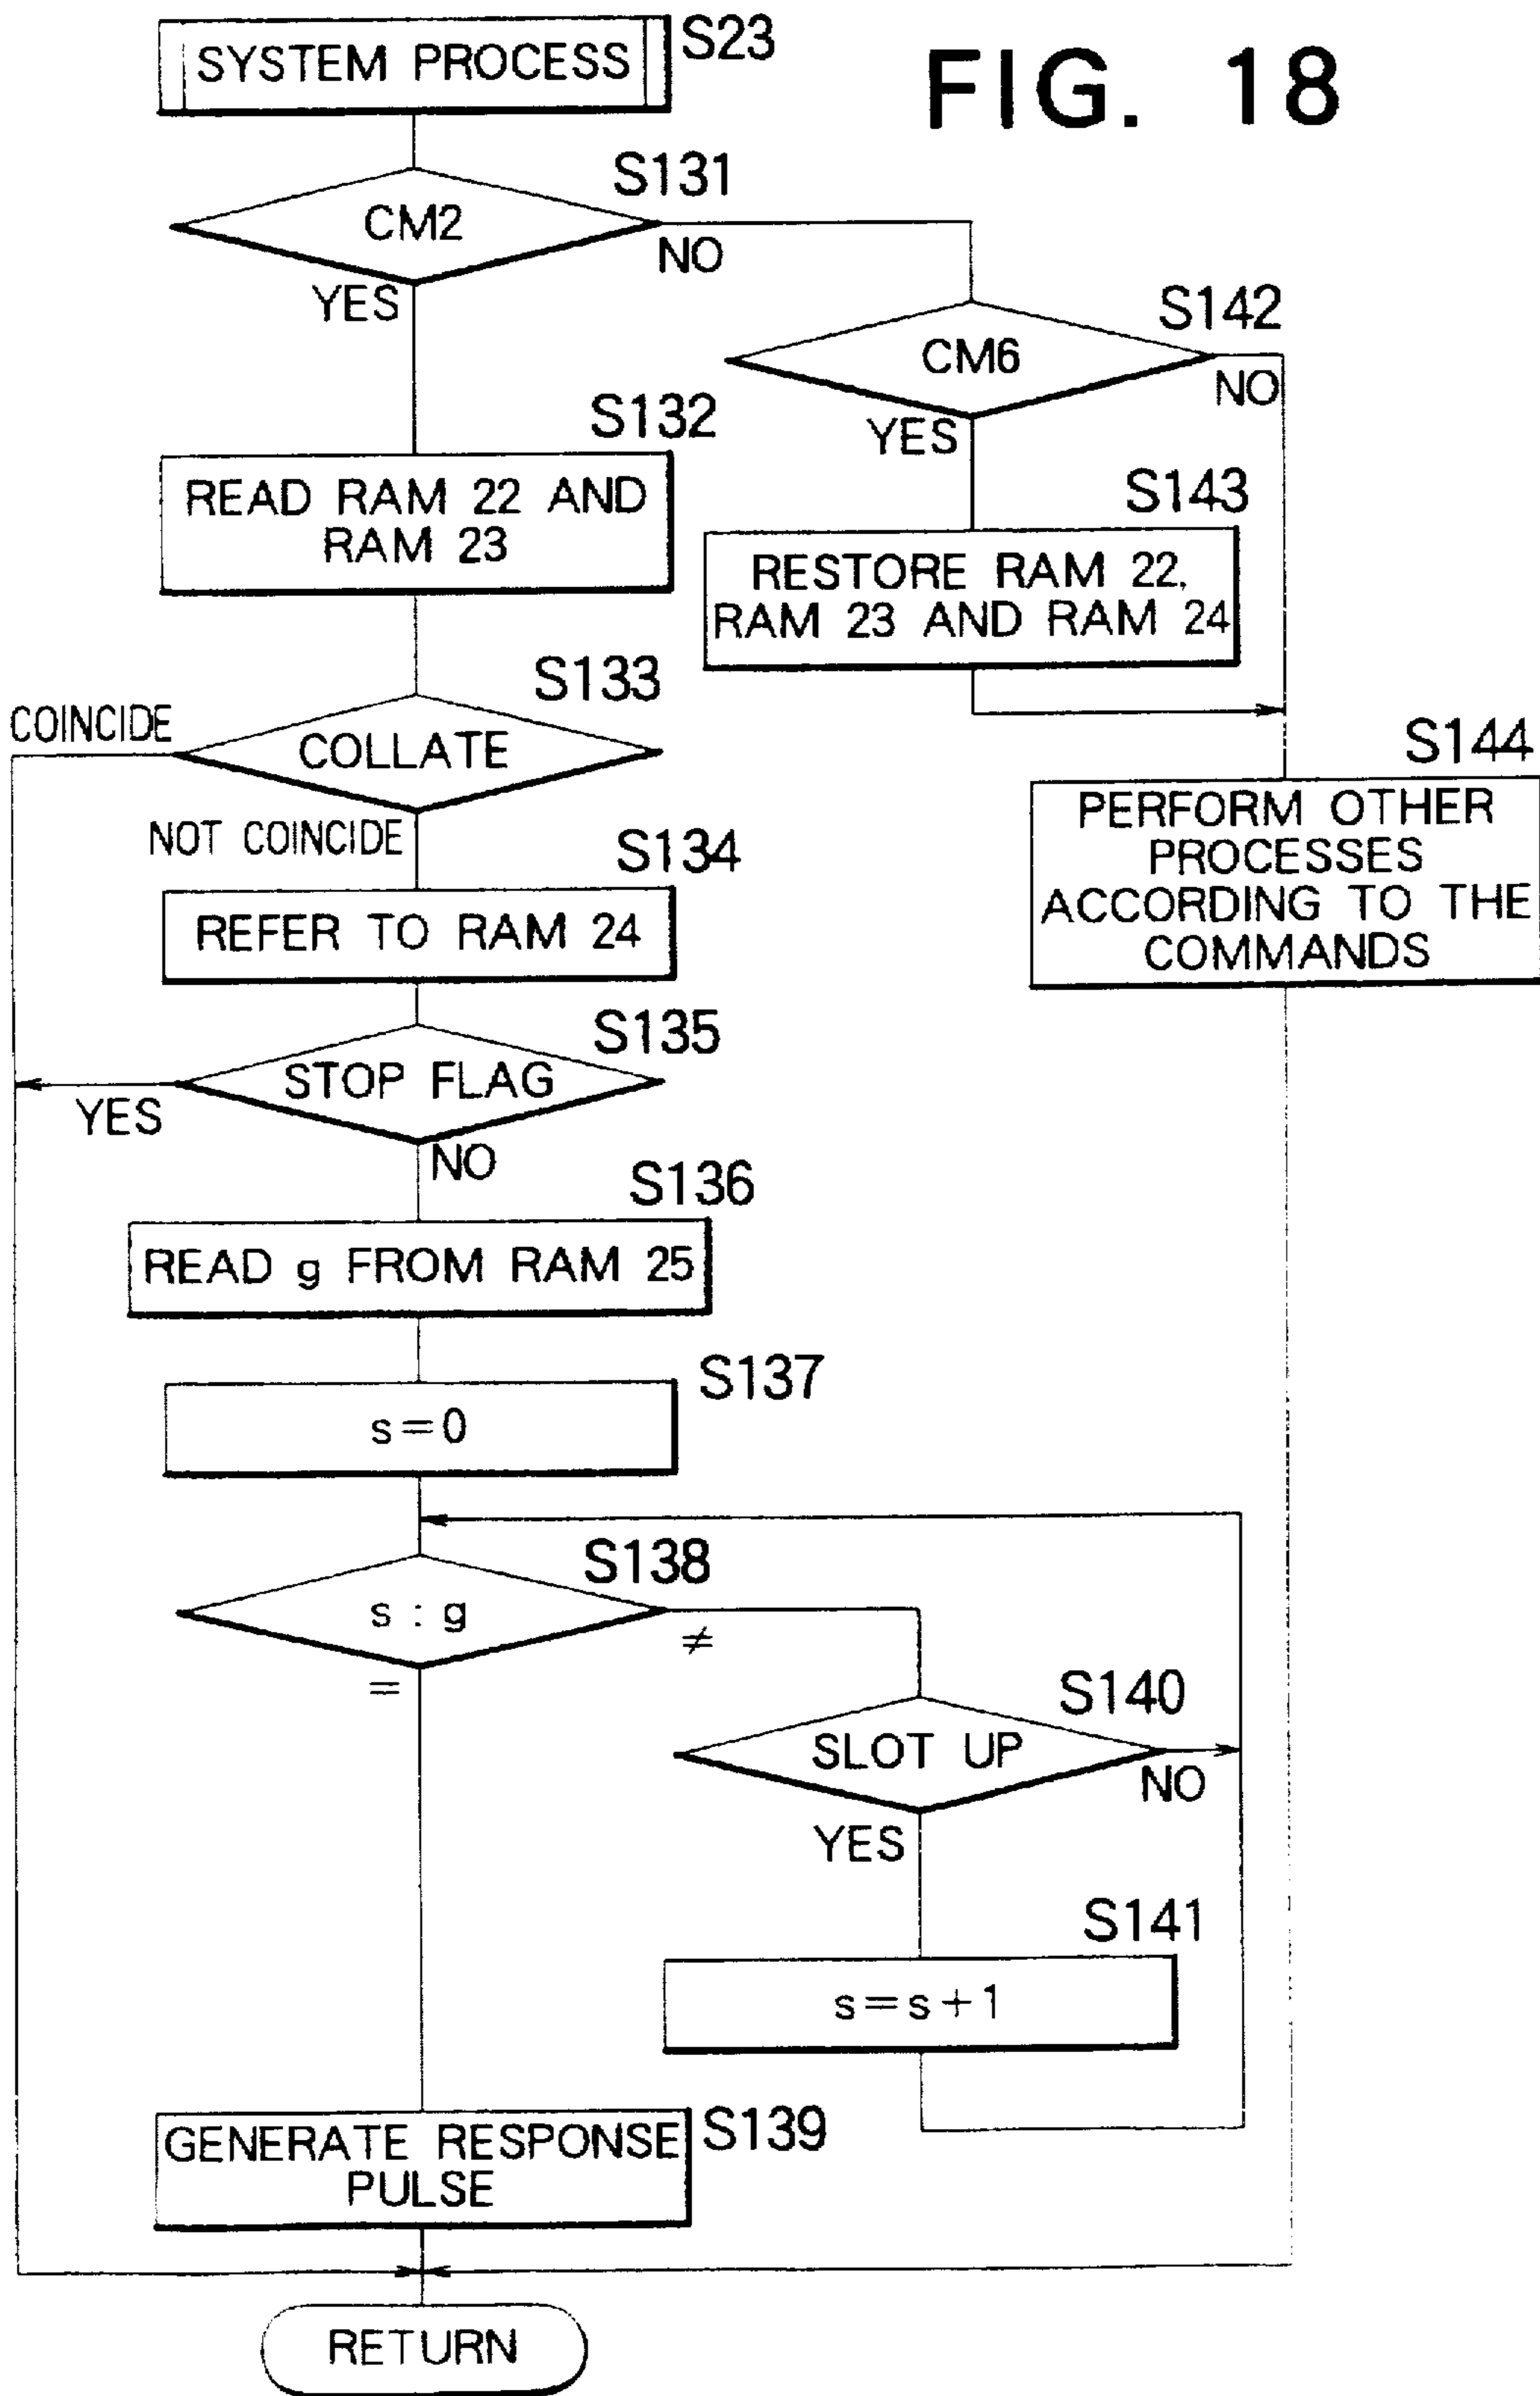 FIG. 18
SYSTEM PROCESS
S23
S131
CM2
NO
YES
S142
CM6
NO
YES
S132
READ RAM 22 AND
RAM 23
S143
RESTORE RAM 22,
RAM 23 AND RAM 24
S133
COINCIDE
COLLATE
NOT COINCIDE
S144
PERFORM OTHER
PROCESSES
ACCORDING TO THE
COMMANDS
S134
REFER TO RAM 24
S135
STOP FLAG
YES
NO
S136
READ g FROM RAM 25
S137
s=0
S138
s : g
≠
=
S140
SLOT UP
NO
YES
S141
s=s+1
GENERATE RESPONSE
PULSE
S139
RETURN